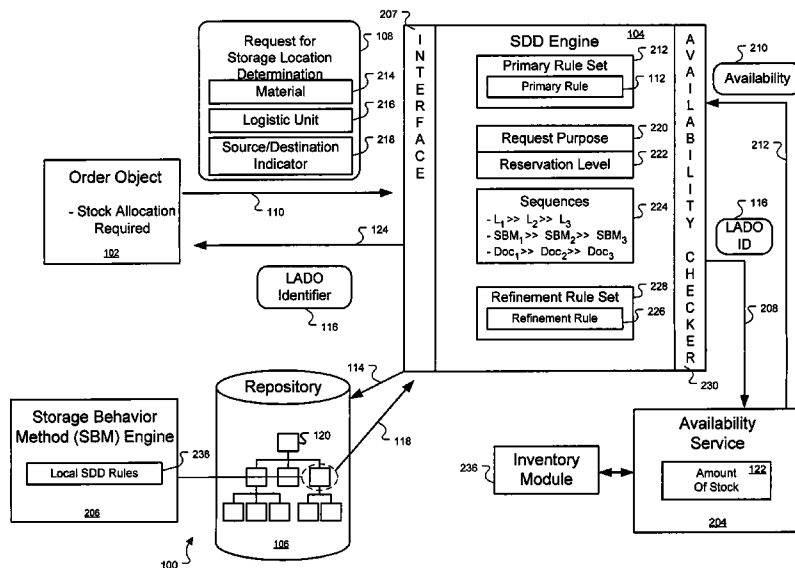 207
108
Request for
Storage Location
Determination
Material
214
Logistic Unit
216
Source/Destination
Indicator
218
INTERFACE
SDD Engine
104
Primary Rule Set
212
Primary Rule
112
Request Purpose
220
Reservation Level
222
Sequences
224
- L1 >> L2 >> L3
- SBM1 >> SBM2 >> SBM3
- Doc1 >> Doc2 >> Doc3
Refinement Rule Set
228
Refinement Rule
226
AVAILABILITY CHECKER
230
210
Availability
212
116
LADO
ID
208
Order Object
- Stock Allocation
Required
102
110
124
LADO
Identifier
116
114
118
Repository
120
106
Storage Behavior
Method (SBM) Engine
Local SDD Rules
238
206
100
236
Inventory
Module
Availability
Service
Amount
Of Stock
122
204